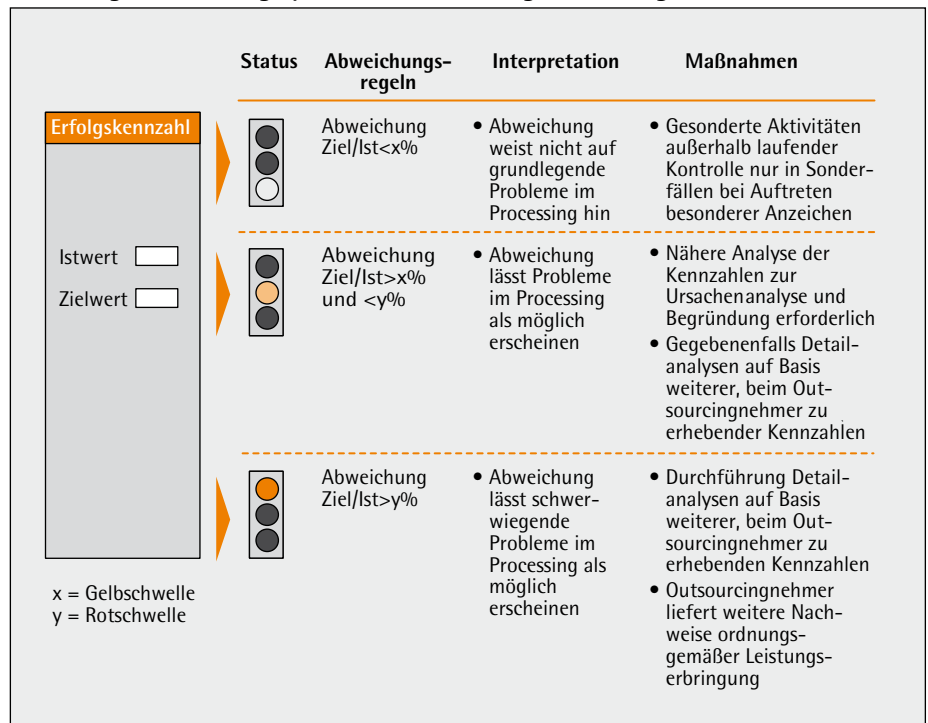 Status
Abweichungs-
regeln
Interpretation
Maßnahmen
Erfolgskennzahl
Istwert
Zielwert
Abweichung
Ziel/Ist<x%
• Abweichung
weist nicht auf
grundlegende
Probleme im
Processing hin
• Gesonderte Aktivitäten
außerhalb laufender
Kontrolle nur in Sonder-
fällen bei Auftreten
besonderer Anzeichen
Abweichung
Ziel/Ist>x%
und <y%
• Abweichung
lässt Probleme
im Processing
als möglich
erscheinen
• Nähere Analyse der
Kennzahlen zur
Ursachenanalyse und
Begründung erforderlich
• Gegebenenfalls Detail-
analysen auf Basis
weiterer, beim Out-
sourcingnehmer zu
erhebender Kennzahlen
Abweichung
Ziel/Ist>y%
• Abweichung
lässt schwer-
wiegende
Probleme im
Processing als
möglich
erscheinen
• Durchführung Detail-
analysen auf Basis
weiterer, beim Out-
sourcingnehmer zu
erhebenden Kennzahlen
• Outsourcingnehmer
liefert weitere Nach-
weise ordnungs-
gemäßer Leistungs-
erbringung
x = Gelbschwelle
y = Rotschwelle